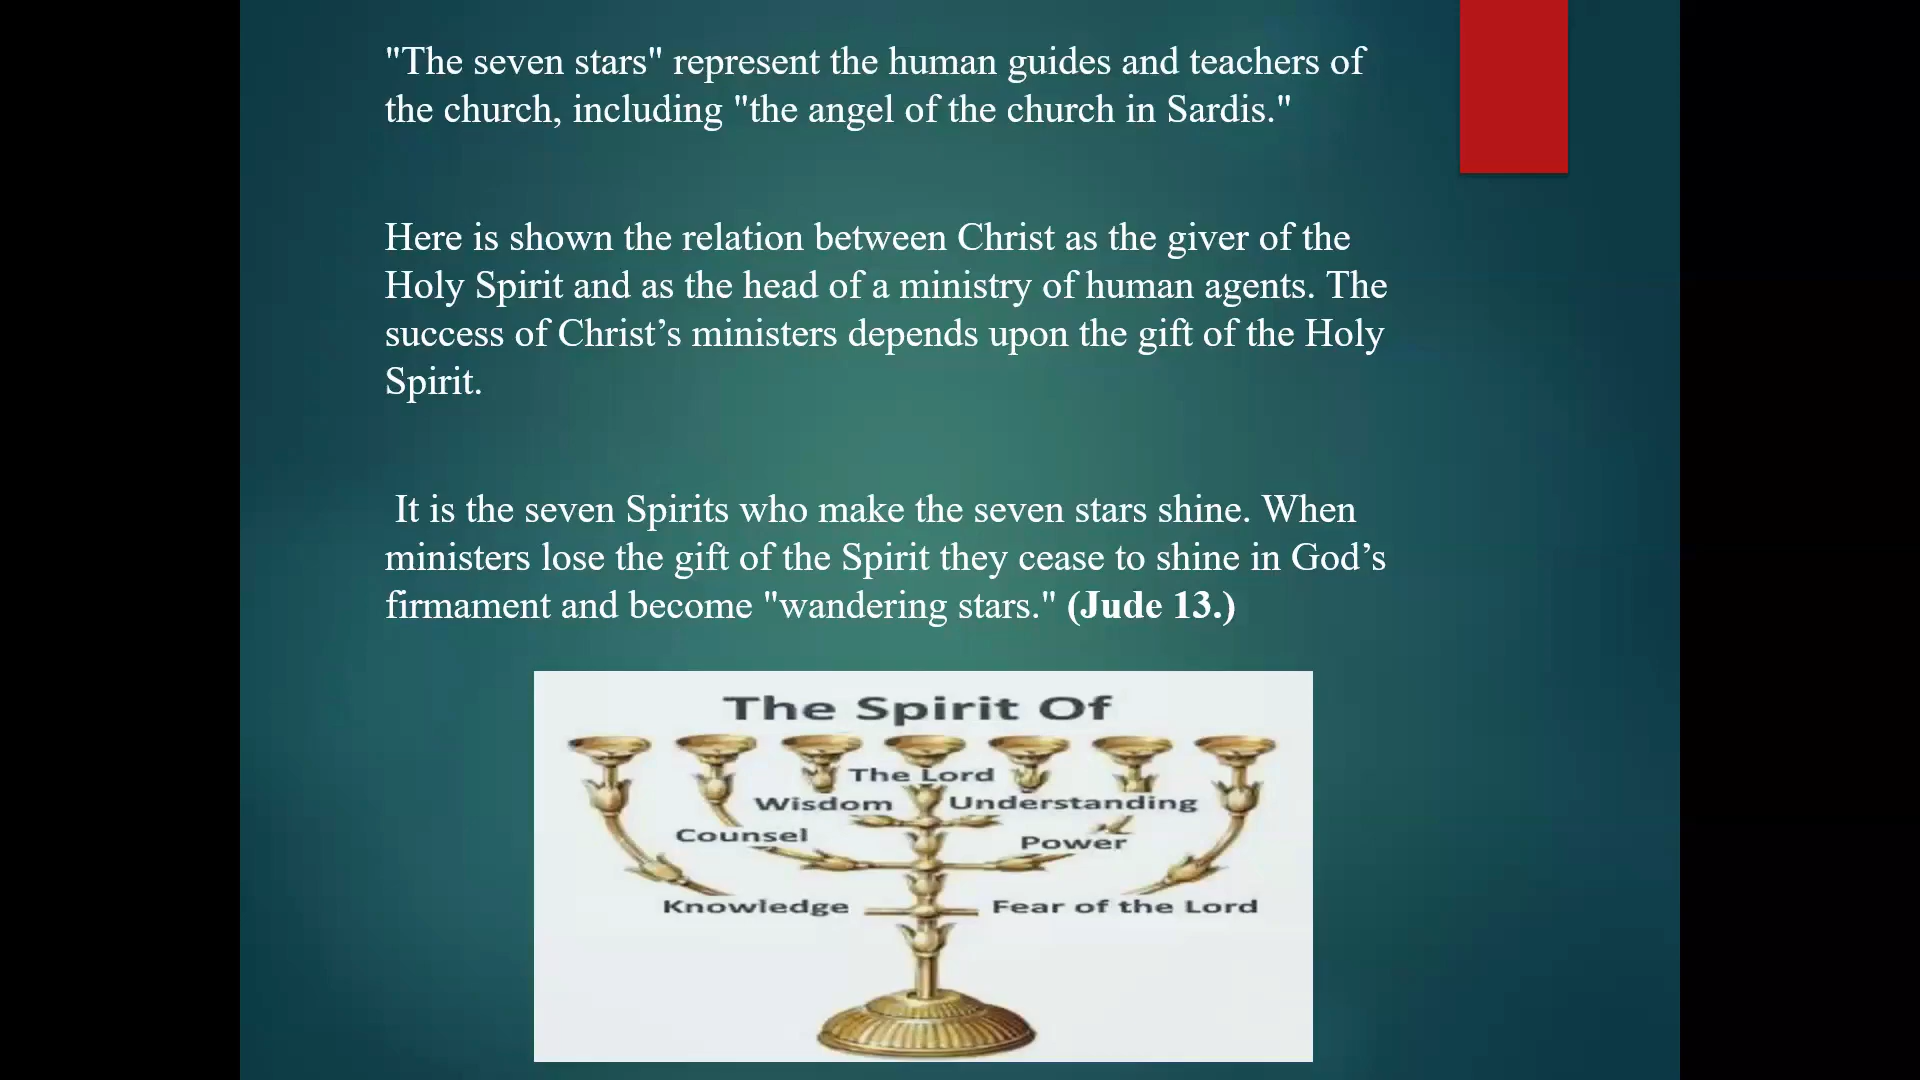 "The seven stars" represent the human guides and teachers of
the church, including "the angel of the church in Sardis."
Here is shown the relation between Christ as the giver of the
Holy Spirit and as the head of a ministry of human agents. The
success of Christ’s ministers depends upon the gift of the Holy
Spirit.
It is the seven Spirits who make the seven stars shine. When
ministers lose the gift of the Spirit they cease to shine in God’s
firmament and become "wandering stars." (Jude 13.)
The Spirit Of
The Lord
Wisdom Understanding
Counsel Power
Knowledge Fear of the Lord